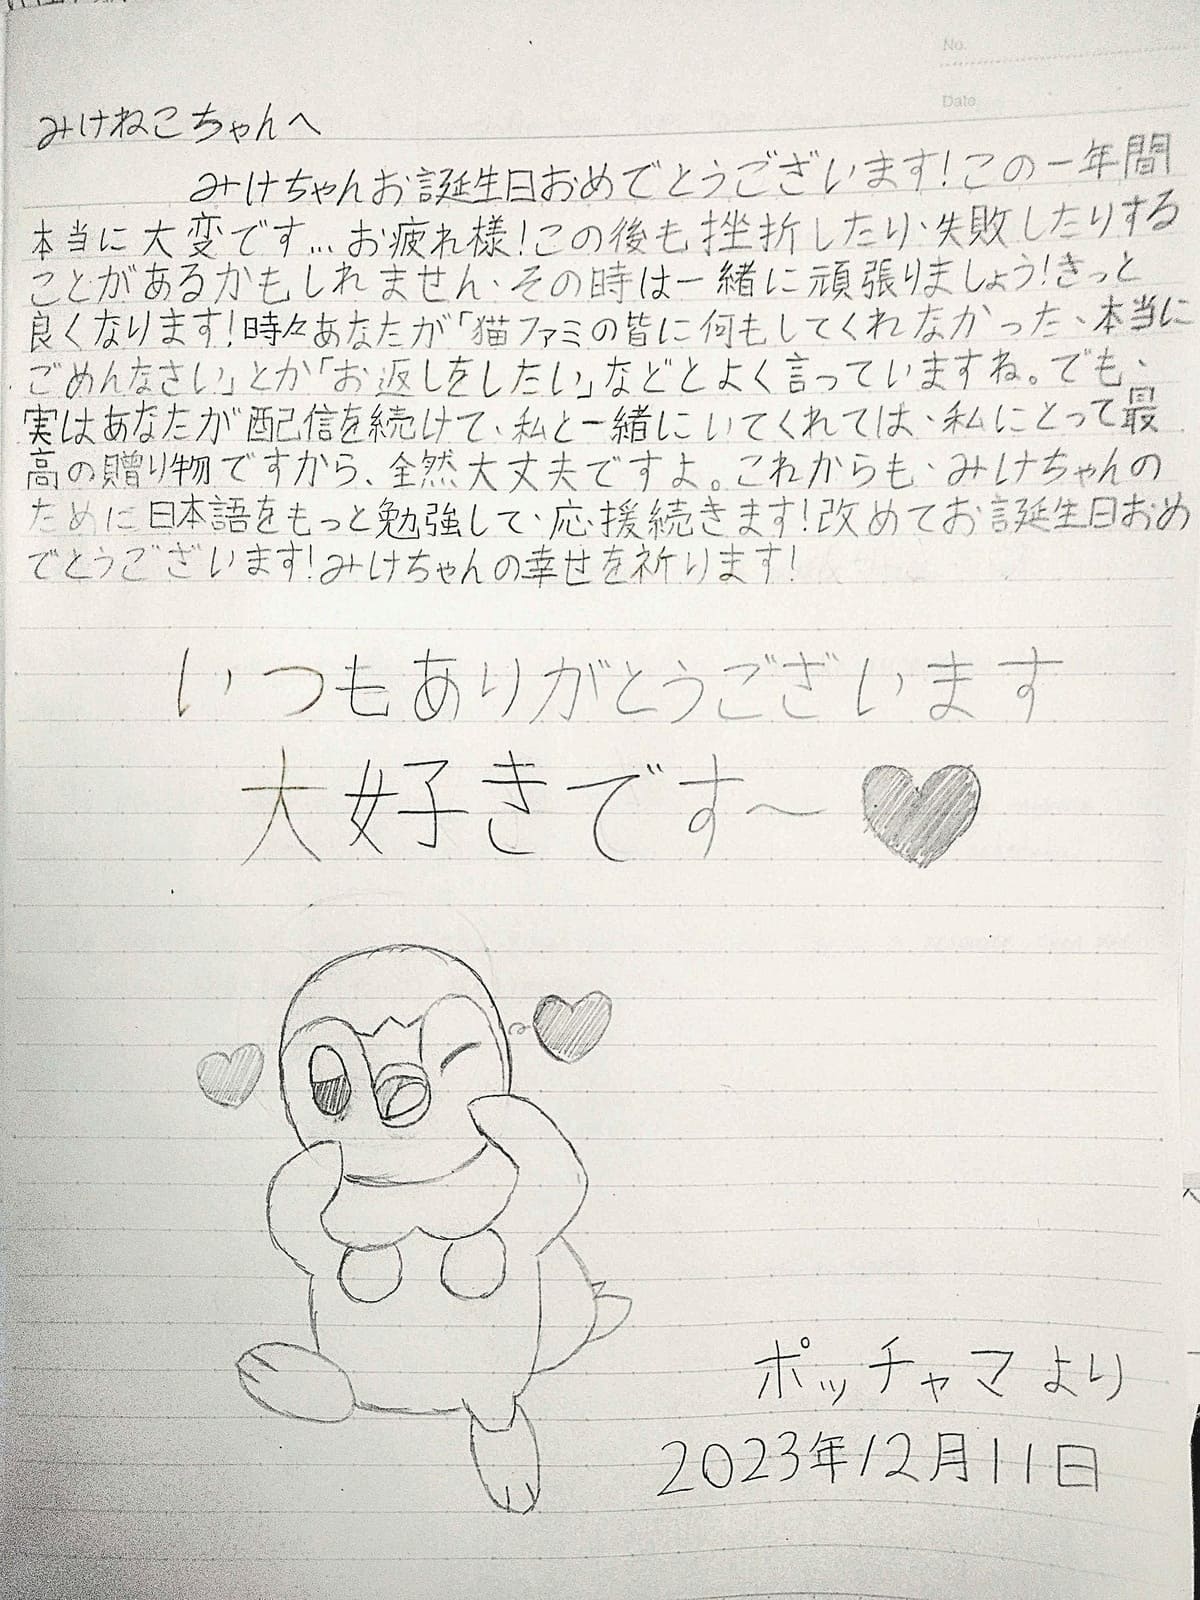 No.
Date
みけねこちゃんへ
みけちゃんお誕生日おめでとうございます!この一年間
本当に大変です…お疲れ様!この後も挫折したり、失敗したりする
ことがあるかもしれません、その時は一緒に頑張りましょう!きっと
良くなります!時々あなたが「猫ファミの皆に何もしてくれなかった、本当に
ごめんなさい」とか「お返しをしたい」などとよく言っていますね。でも、
実はあなたが配信を続けて、私と一緒にいてくれては、私にとって最
高の贈り物ですから、全然大丈夫ですよ。これからも、みけちゃんの
ために日本語をもっと勉強して、応援続きます!改めてお誕生日おめ
でとうございます!みけちゃんの幸せを祈ります!
いつもありがとうございます
大好きです〜
ポッチャマより
2023年12月11日